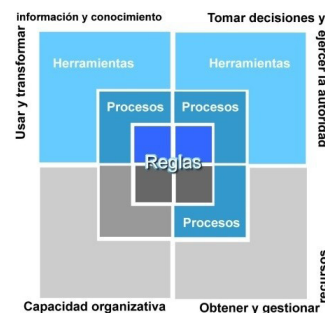 información y conocimiento
Tomar decisiones y
ejercer la autoridad
Usar y transformar
Herramientas
Herramientas
Procesos
Procesos
Reglas
Procesos
Capacidad organizativa
Obtener y gestionar
recursos